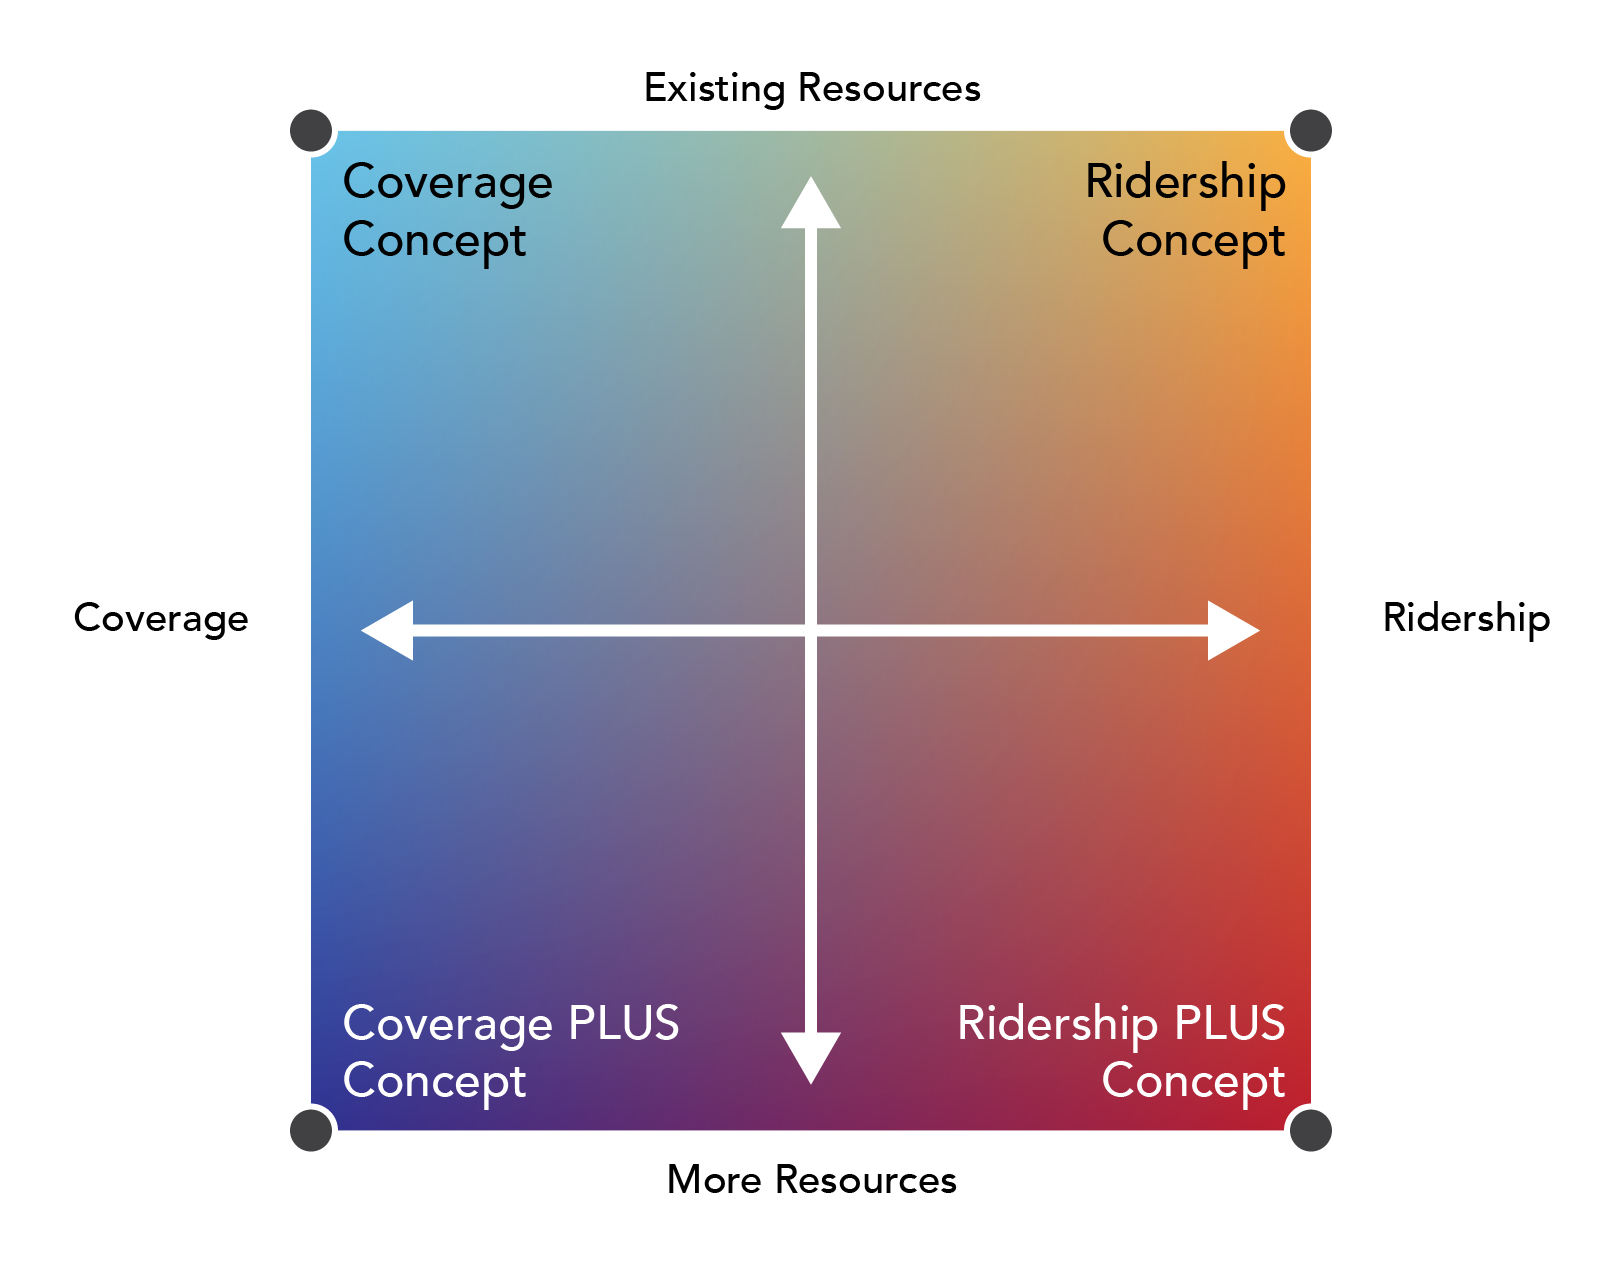 Existing Resources
Coverage
Concept
Ridership
Concept
Coverage
Ridership
Coverage PLUS
Concept
Ridership PLUS
Concept
More Resources